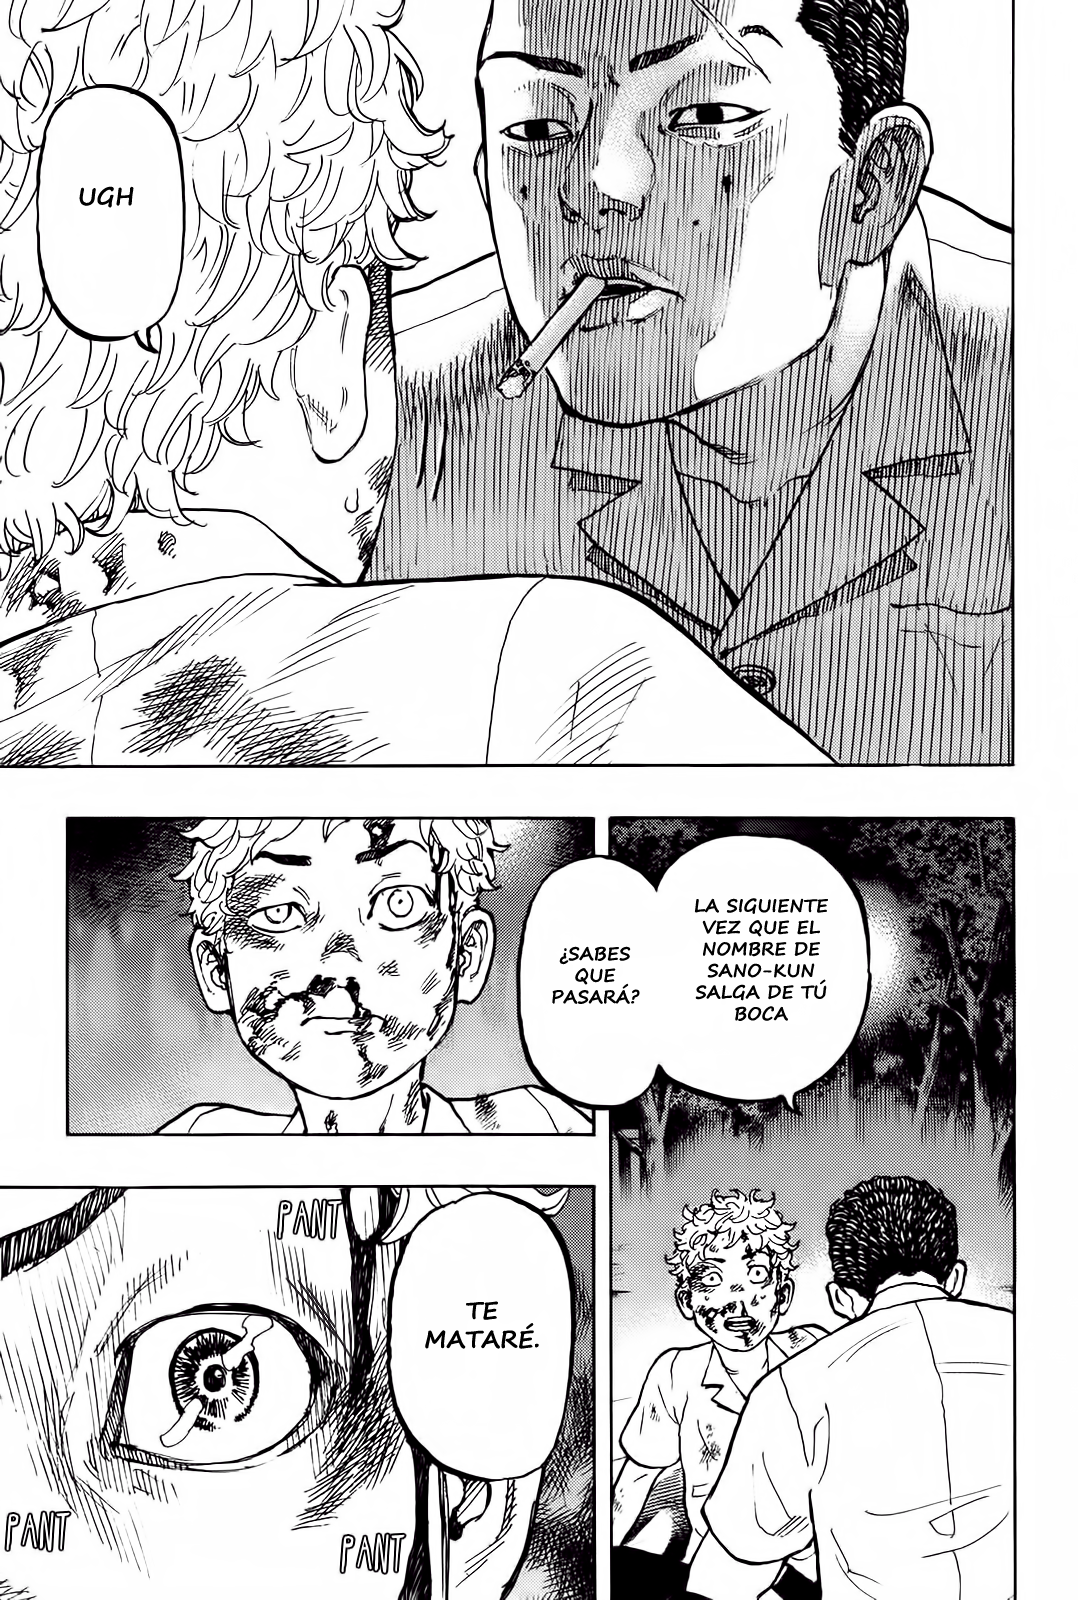 UGH
LA SIGUIENTE
VEZ QUE EL
NOMBRE DE
SANO-KUN
SALGA DE TÚ
BOCA
¿SABES
QUE
PASARÁ?
TE
MATARÉ.
PANT
PANT
PANT